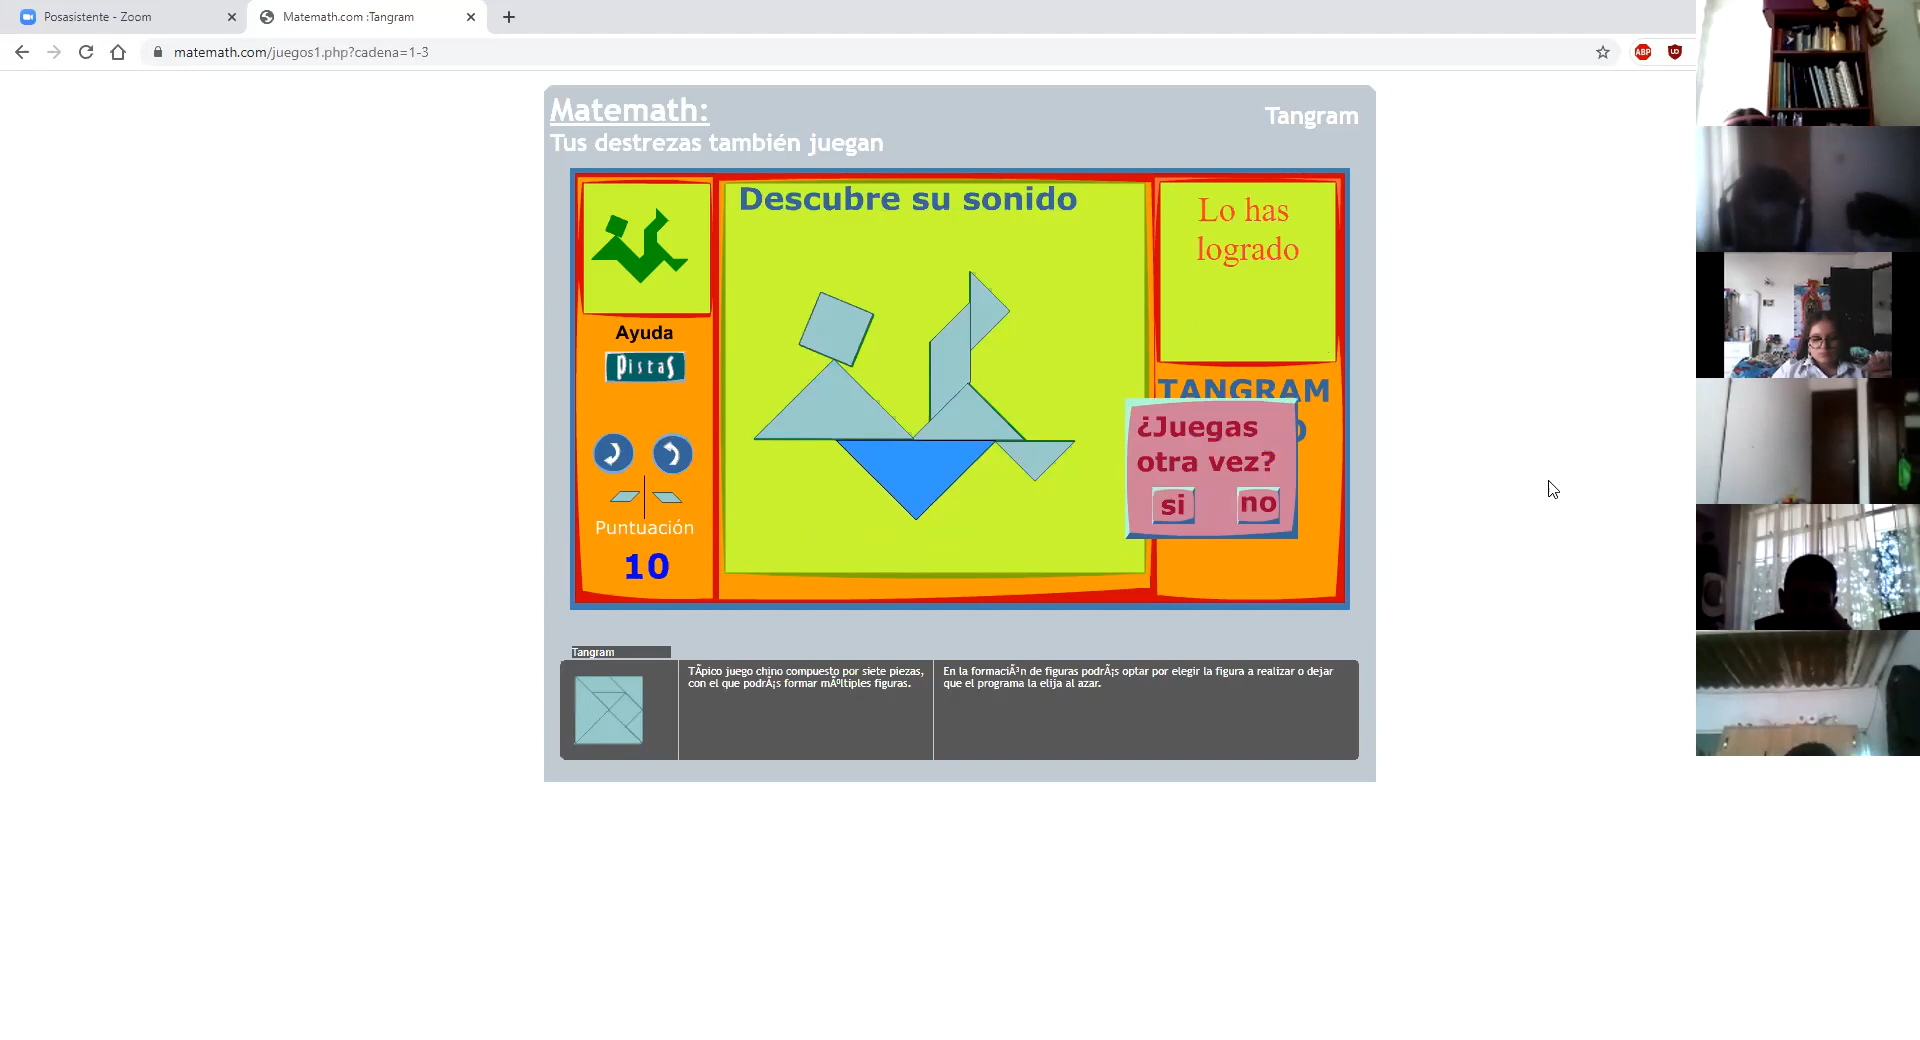 Posasistente - Zoom
Matemath.com :Tangram
matemath.com/juegos1.php?cadena=1-3
ABP
UD
Matemath:
Tangram
Tus destrezas también juegan
Descubre su sonido
Lo has
logrado
Ayuda
Pistas
TANGRAM
¿Juegas
otra vez?
si
no
Puntuación
10
Tangram
TÃpico juego chino compuesto por siete piezas,
con el que podrÃ¡s formar mÃºltiples figuras.
En la formaciÃ³n de figuras podrÃ¡s optar por elegir la figura a realizar o dejar
que el programa la elija al azar.